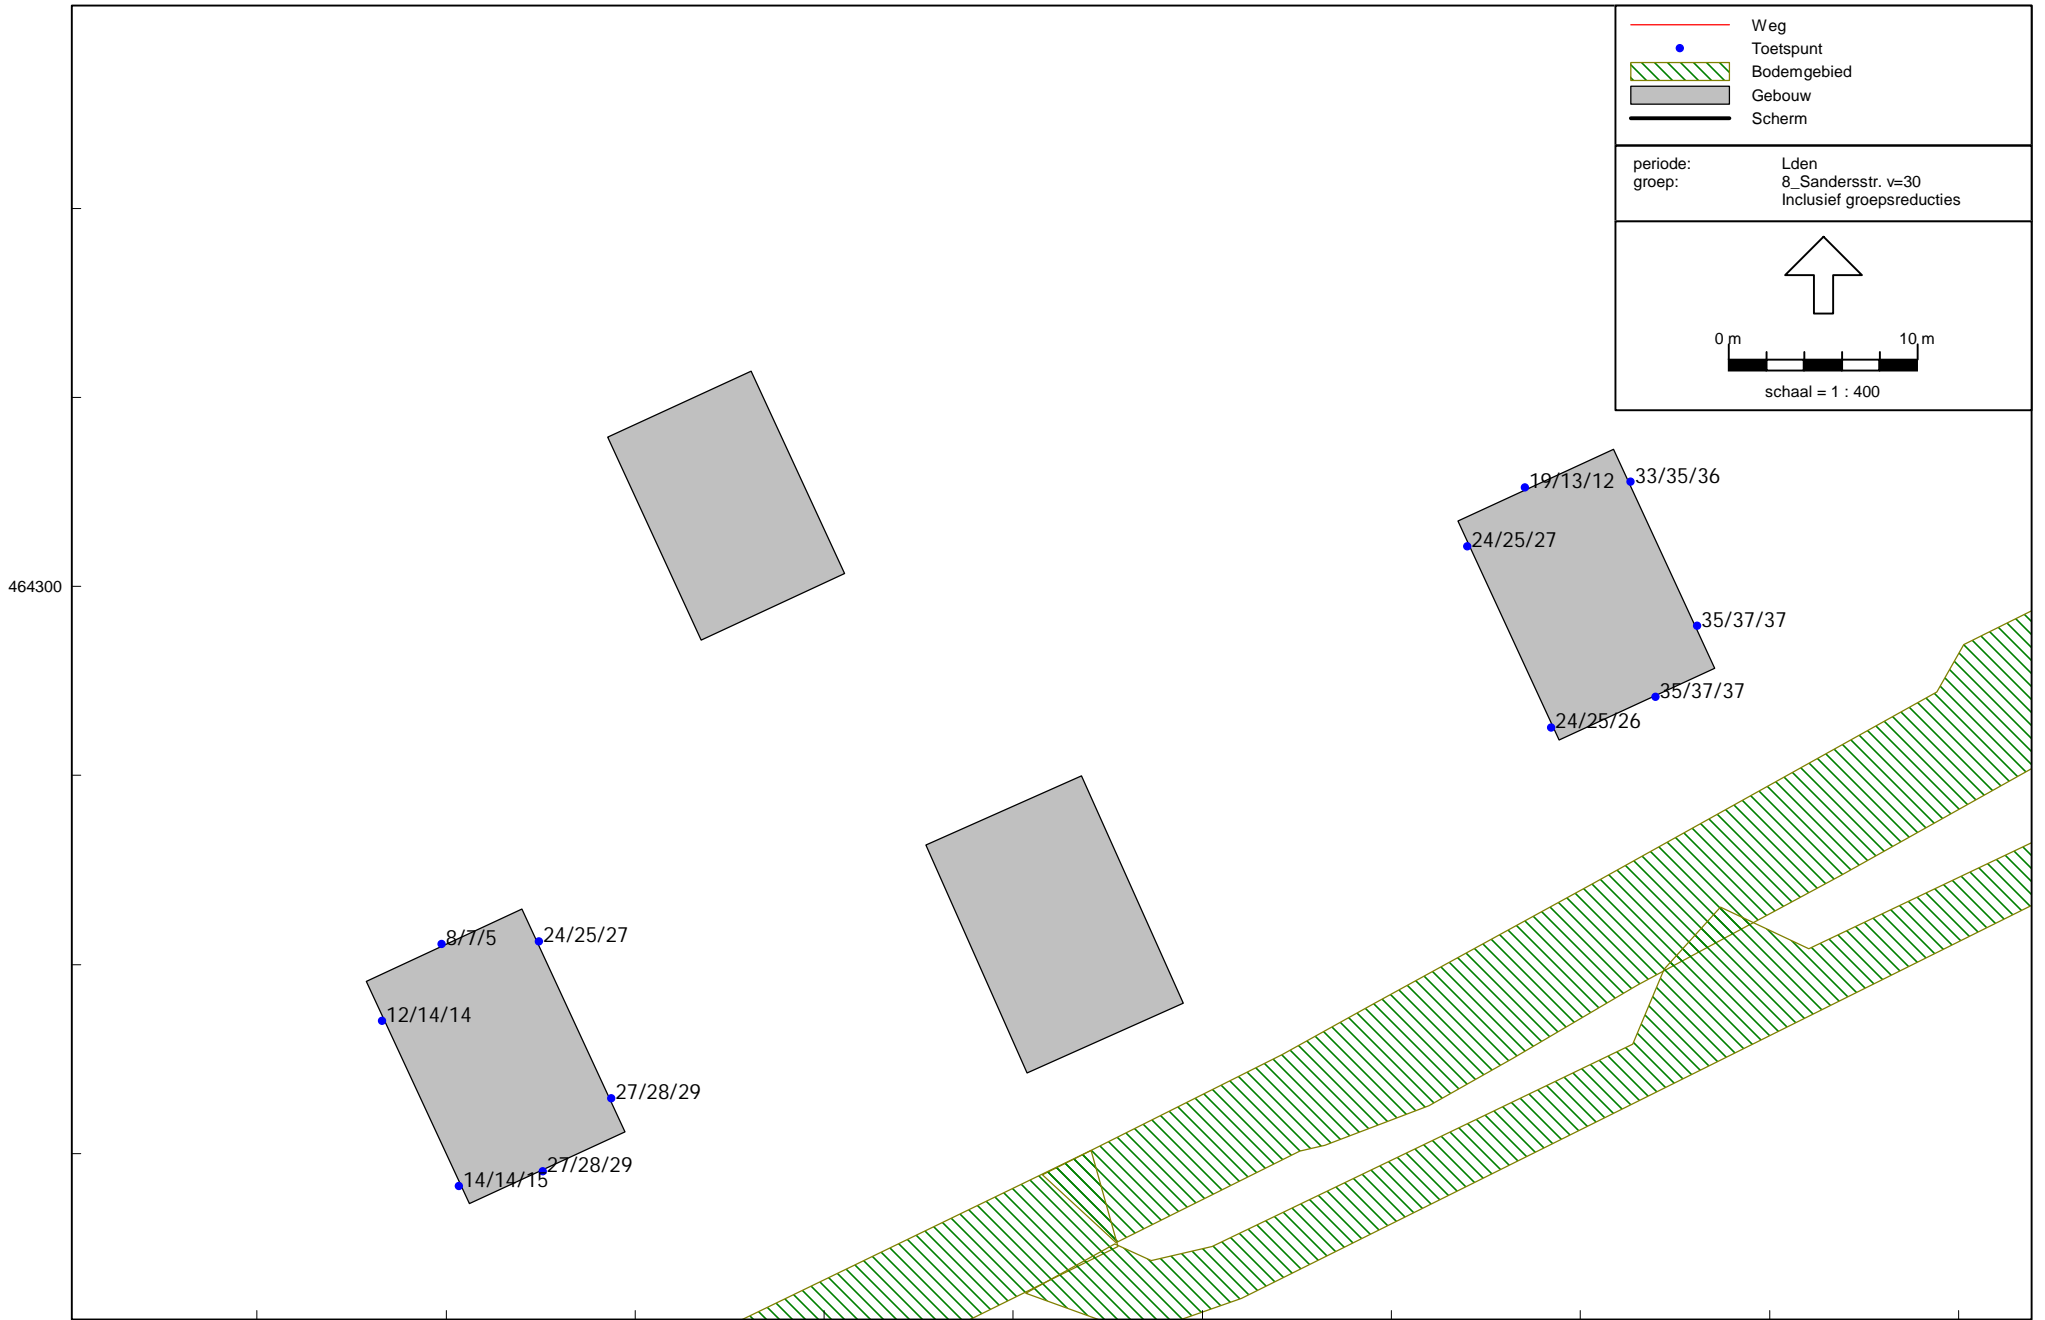 Weg
Toetspunt
Bodemgebied
Gebouw
Scherm
periode: Lden
groep: 8_Sandersstr. v=30
Inclusief groepsreducties
0 m 10 m
schaal = 1 : 400
19/13/12 33/35/36
24/25/27
464300
35/37/37
35/37/37
24/25/26
8/7/5 24/25/27
12/14/14
27/28/29
27/28/29
14/14/15